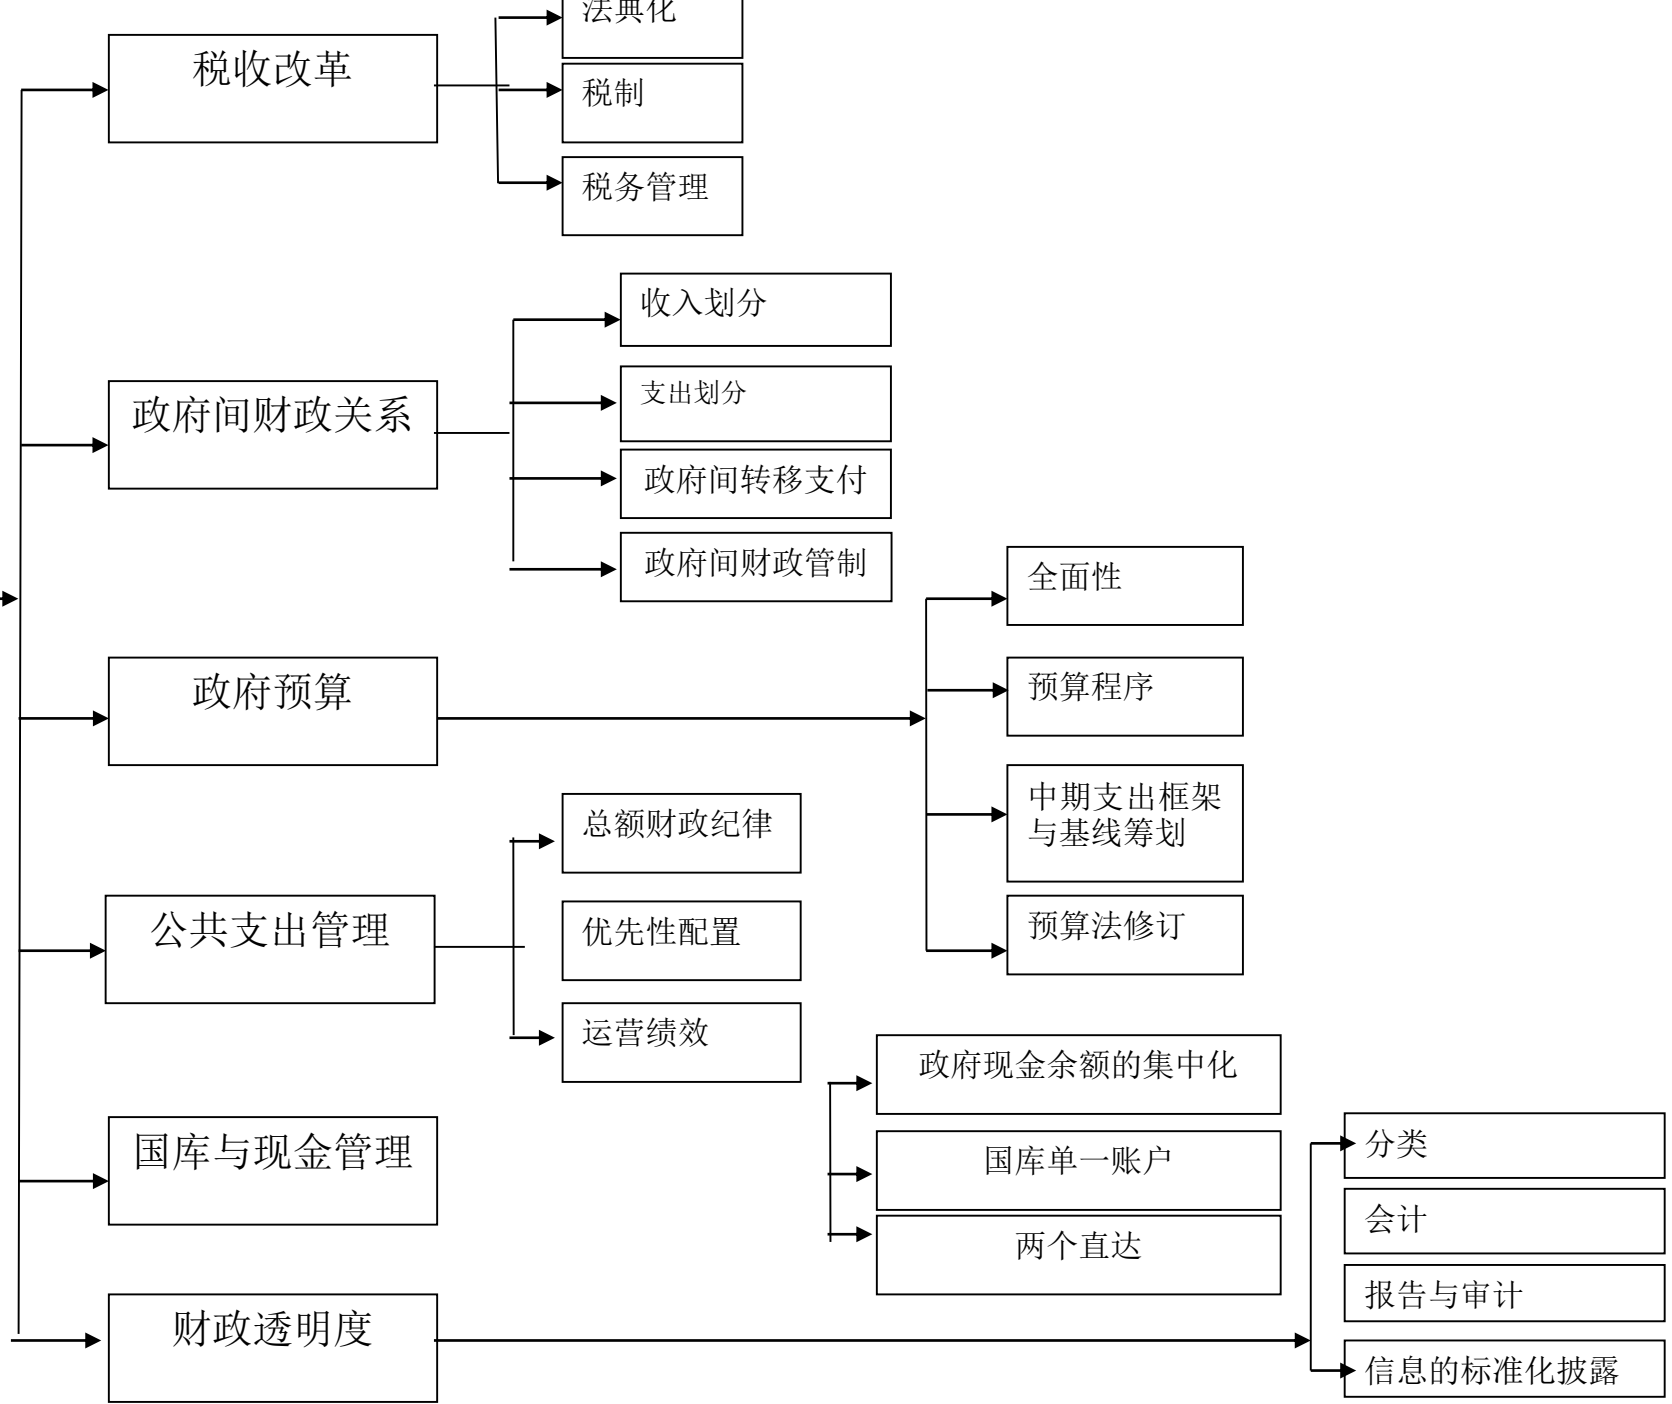 法典化
税收改革
税制
税务管理
收入划分
支出划分
政府间财政关系
政府间转移支付
政府间财政管制
全面性
政府预算
预算程序
中期支出框架
与基线筹划
预算法修订
总额财政纪律
公共支出管理
优先性配置
运营绩效
政府现金余额的集中化
国库与现金管理
国库单一账户
两个直达
分类
会计
报告与审计
财政透明度
信息的标准化披露